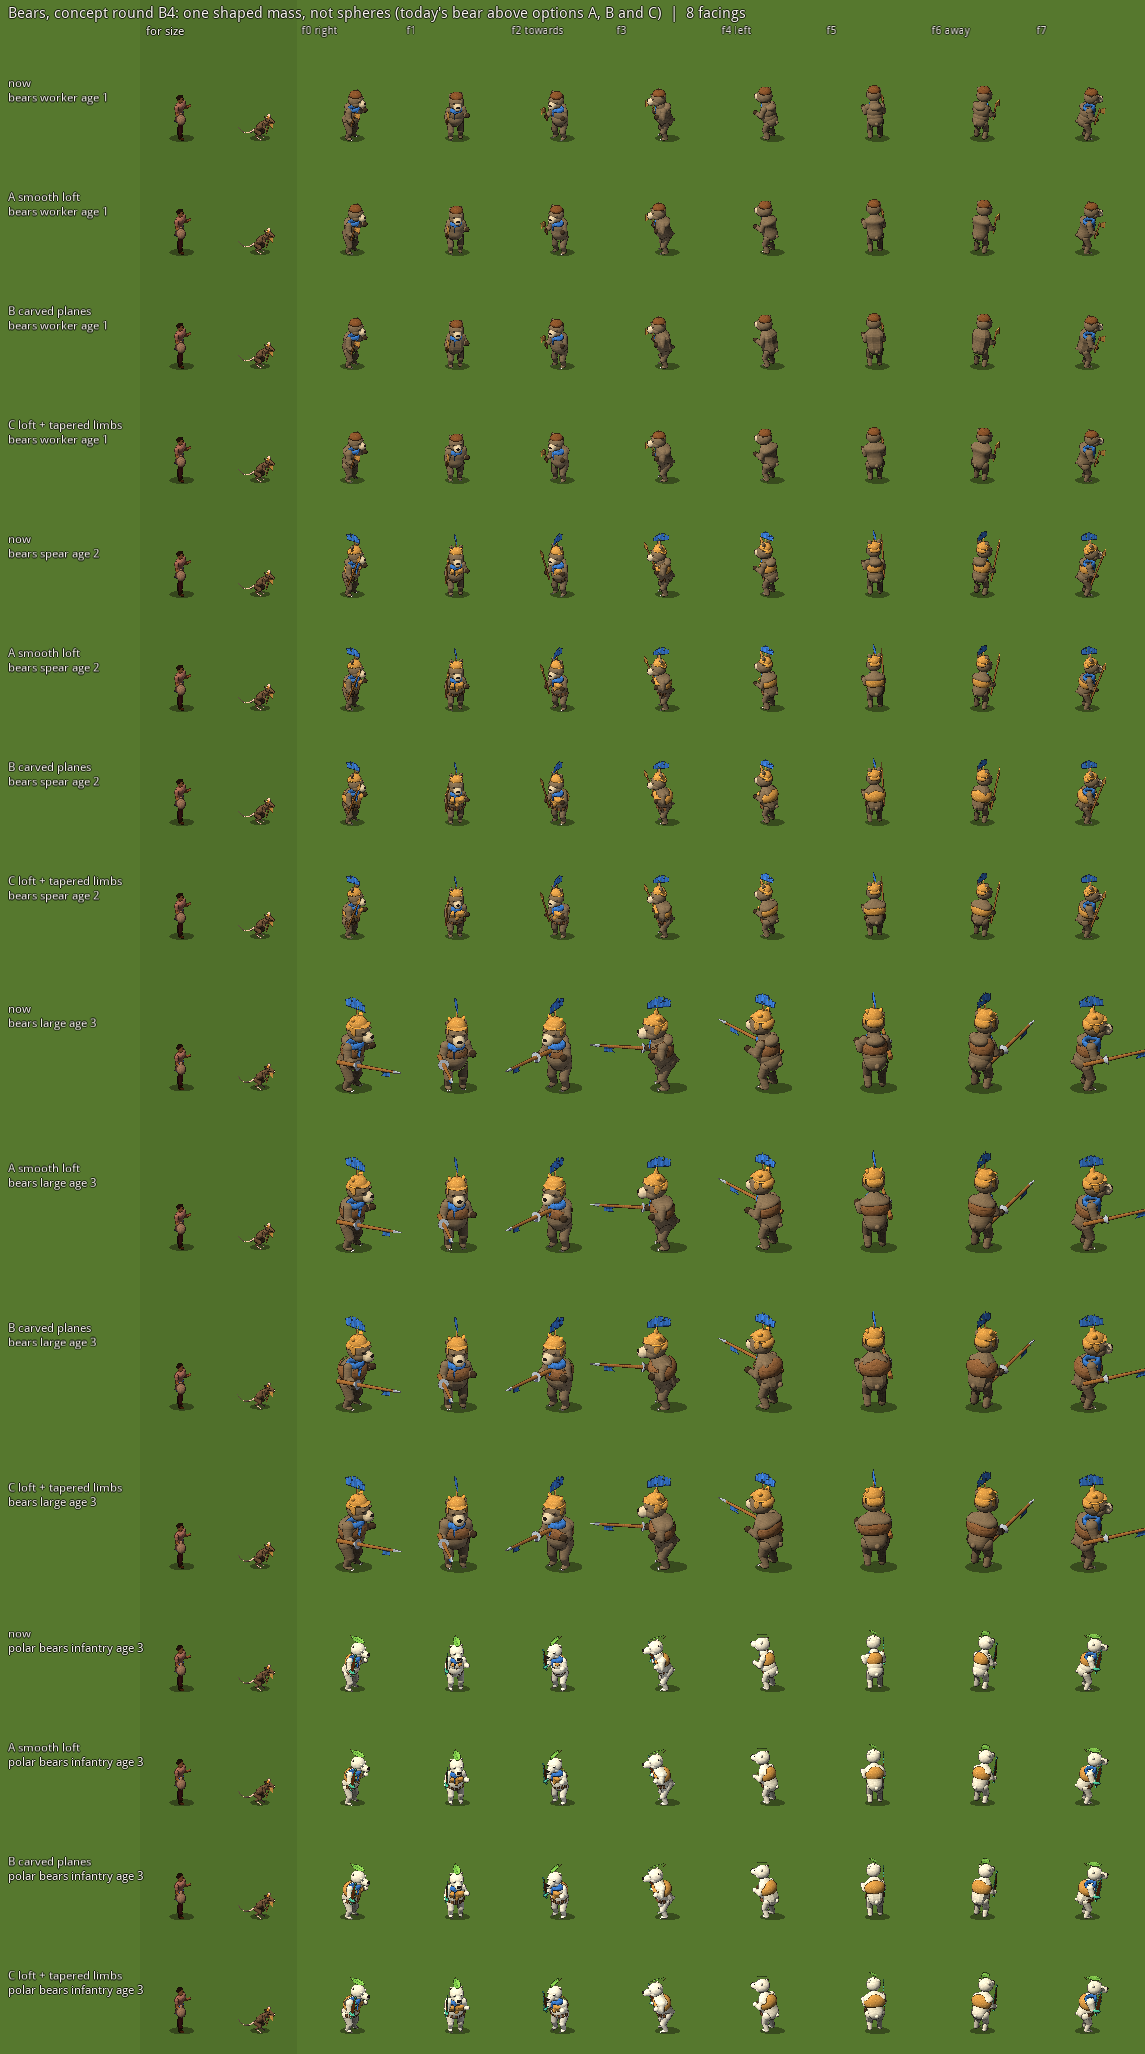 Bears, concept round B4: one shaped mass, not spheres (today's bear above options A, B and C)  |  8 facings
for size f0 right f1 f2 towards f3 f4 left f5 f6 away f7
now
bears worker age 1
A smooth loft
bears worker age 1
B carved planes
bears worker age 1
C loft + tapered limbs
bears worker age 1
now
bears spear age 2
A smooth loft
bears spear age 2
B carved planes
bears spear age 2
C loft + tapered limbs
bears spear age 2
now
bears large age 3
A smooth loft
bears large age 3
B carved planes
bears large age 3
C loft + tapered limbs
bears large age 3
now
polar bears infantry age 3
A smooth loft
polar bears infantry age 3
B carved planes
polar bears infantry age 3
C loft + tapered limbs
polar bears infantry age 3